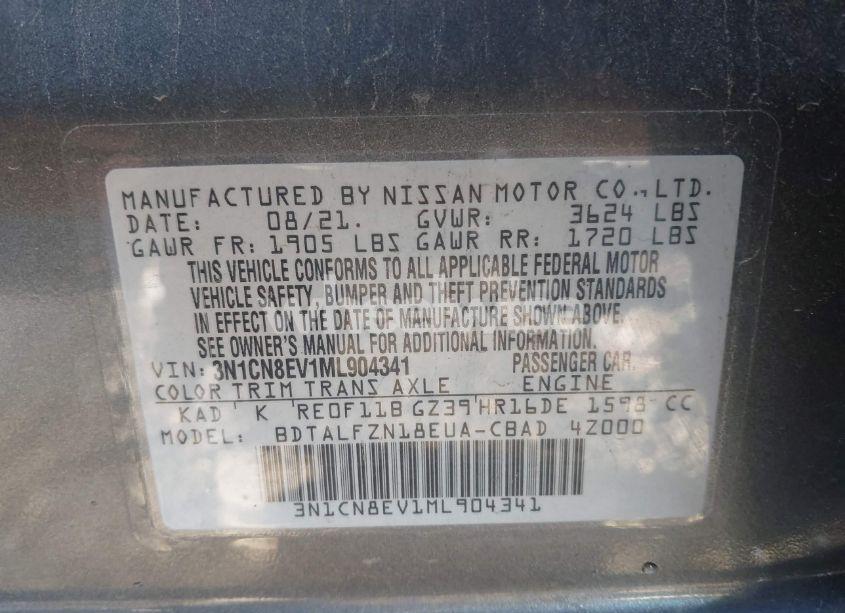 MANUFACTURED BY NISSAN MOTOR CO., LTD.
DATE: 08/21. GVWR: 3624 LBS
GAWR FR: 1905 LBS GAWR RR: 1720 LBS
THIS VEHICLE CONFORMS TO ALL APPLICABLE FEDERAL MOTOR
VEHICLE SAFETY, BUMPER AND THEFT PREVENTION STANDARDS
IN EFFECT ON THE DATE OF MANUFACTURE SHOWN ABOVE.
SEE OWNER'S MANUAL FOR ADDITIONAL INFORMATION.
VIN: 3N1CN8EV1ML904341 PASSENGER CAR.
COLOR TRIM TRANS AXLE ENGINE
KAD K RE0F11B GZ39 HR16DE 1598 CC
MODEL: BDTALFZN18EUA-CBAD 4Z000
3N1CN8EV1ML904341